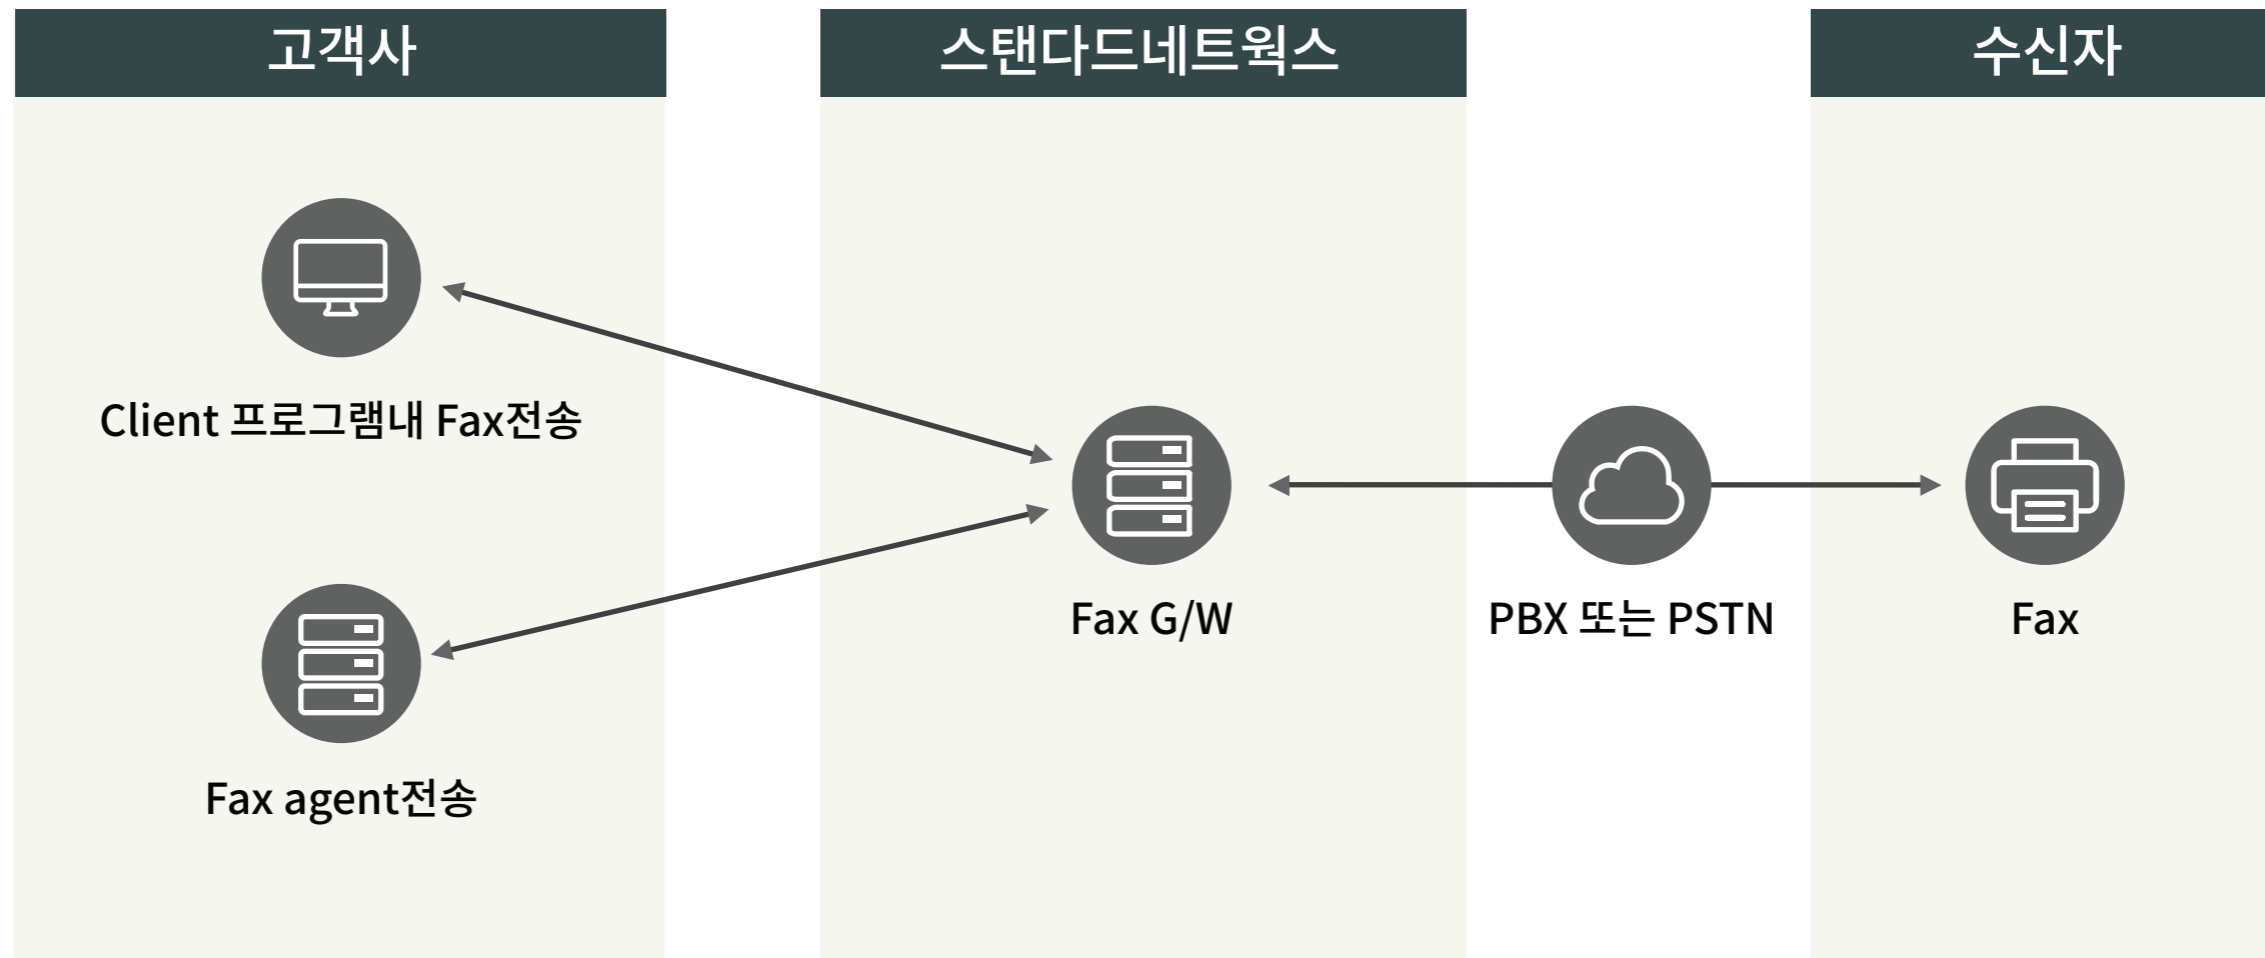 고객사
스탠다드네트웍스
수신자
Client 프로그램내 Fax전송
Fax agent전송
Fax G/W
PBX 또는 PSTN
Fax